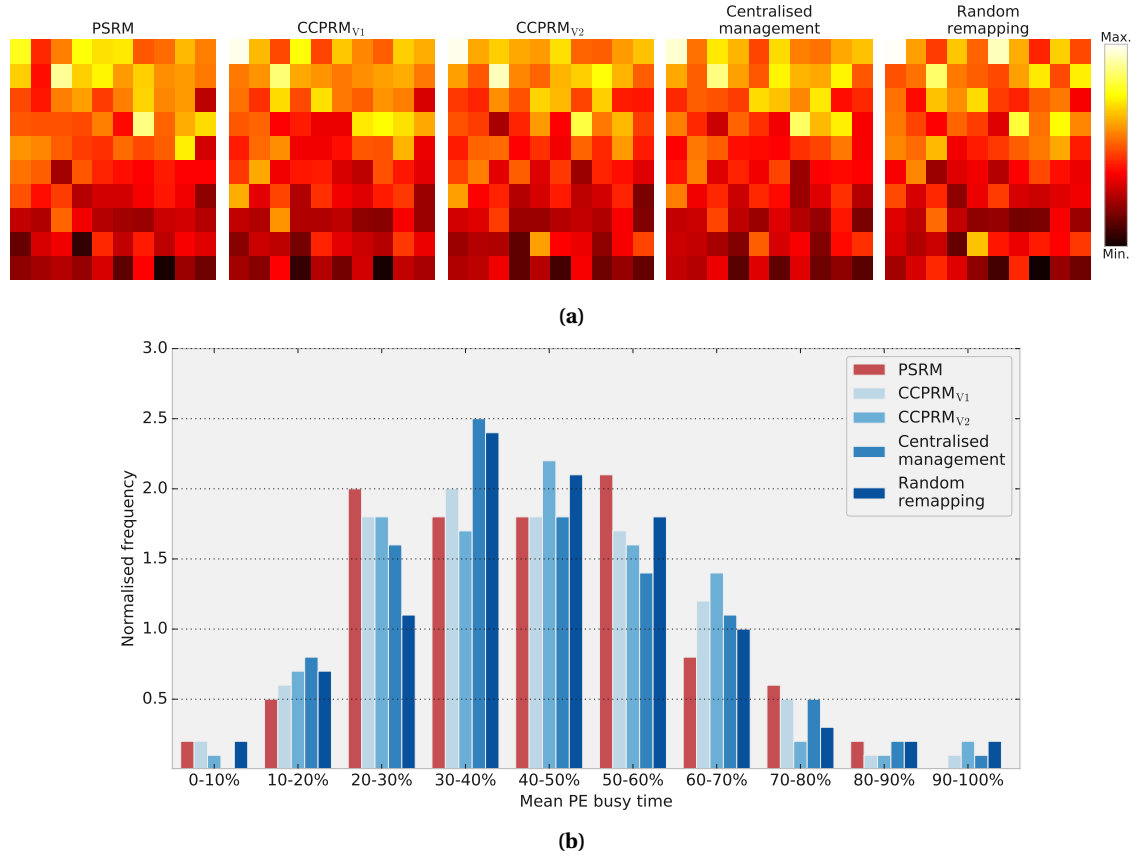 PSRM
CCPRMV1
CCPRMV2
Centralised
management
Random
remapping
Max.
Min.
(a)
3.0
2.5
2.0
1.5
1.0
0.5
Normalised frequency
PSRM
CCPRMV1
CCPRMV2
Centralised
management
Random
remapping
0-10% 10-20% 20-30% 30-40% 40-50% 50-60% 60-70% 70-80% 80-90% 90-100%
Mean PE busy time
(b)